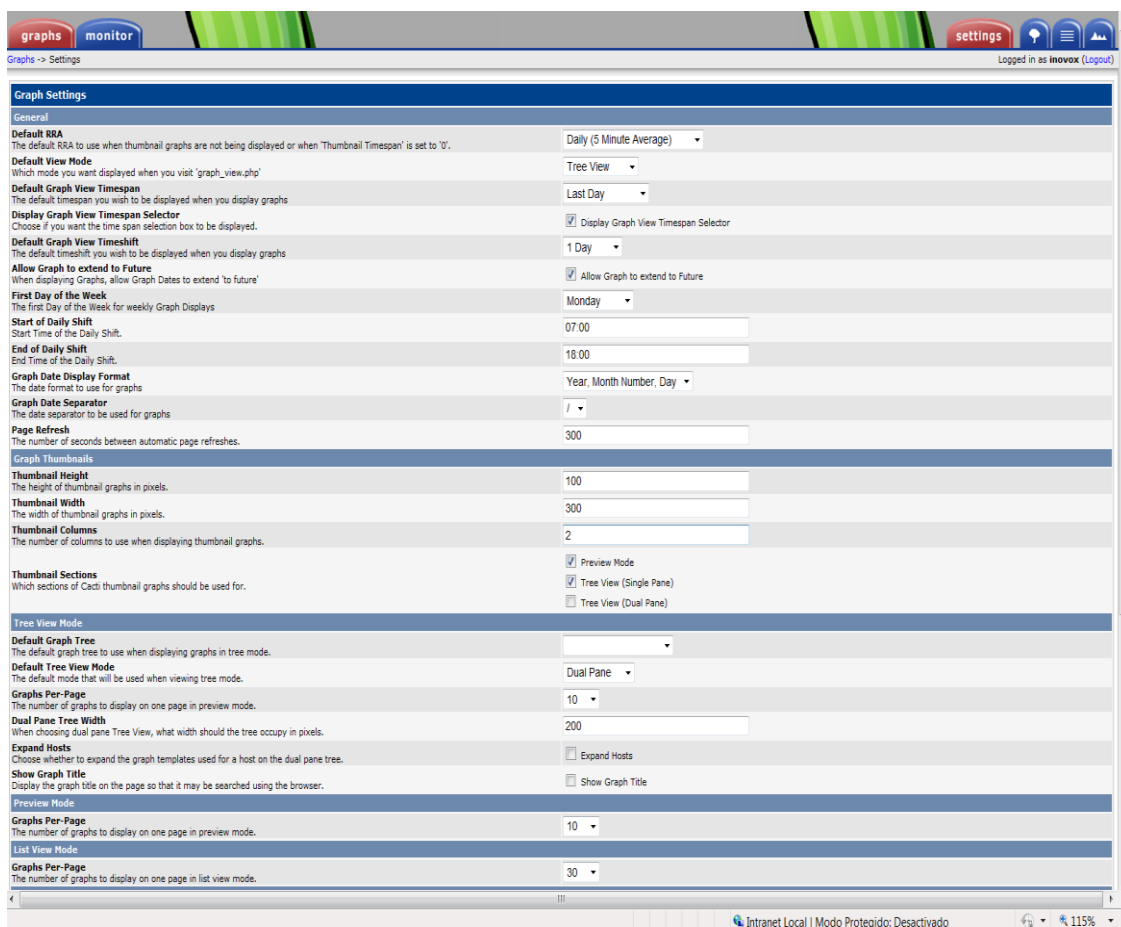 graphs monitor settings
Graphs -> Settings Logged in as inovox (Logout)
Graph Settings
General
Default RRA
The default RRA to use when thumbnail graphs are not being displayed or when 'Thumbnail Timespan' is set to '0'.
Daily (5 Minute Average)
Default View Mode
Which mode you want displayed when you visit 'graph_view.php'
Tree View
Default Graph View Timespan
The default timespan you wish to be displayed when you display graphs
Last Day
Display Graph View Timespan Selector
Choose if you want the time span selection box to be displayed.
Display Graph View Timespan Selector
Default Graph View Timeshift
The default timeshift you wish to be displayed when you display graphs
1 Day
Allow Graph to extend to Future
When displaying Graphs, allow Graph Dates to extend 'to future'
Allow Graph to extend to Future
First Day of the Week
The first Day of the Week for weekly Graph Displays
Monday
Start of Daily Shift
Start Time of the Daily Shift.
07:00
End of Daily Shift
End Time of the Daily Shift.
18:00
Graph Date Display Format
The date format to use for graphs
Year, Month Number, Day
Graph Date Separator
The date separator to be used for graphs
/
Page Refresh
The number of seconds between automatic page refreshes.
300
Graph Thumbnails
Thumbnail Height
The height of thumbnail graphs in pixels.
100
Thumbnail Width
The width of thumbnail graphs in pixels.
300
Thumbnail Columns
The number of columns to use when displaying thumbnail graphs.
2
Thumbnail Sections
Which sections of Cacti thumbnail graphs should be used for.
Preview Mode
Tree View (Single Pane)
Tree View (Dual Pane)
Tree View Mode
Default Graph Tree
The default graph tree to use when displaying graphs in tree mode.
Default Tree View Mode
The default mode that will be used when viewing tree mode.
Dual Pane
Graphs Per-Page
The number of graphs to display on one page in preview mode.
10
Dual Pane Tree Width
When choosing dual pane Tree View, what width should the tree occupy in pixels.
200
Expand Hosts
Choose whether to expand the graph templates used for a host on the dual pane tree.
Expand Hosts
Show Graph Title
Display the graph title on the page so that it may be searched using the browser.
Show Graph Title
Preview Mode
Graphs Per-Page
The number of graphs to display on one page in preview mode.
10
List View Mode
Graphs Per-Page
The number of graphs to display on one page in list view mode.
30
Intranet Local | Modo Protegido: Desactivado 115%